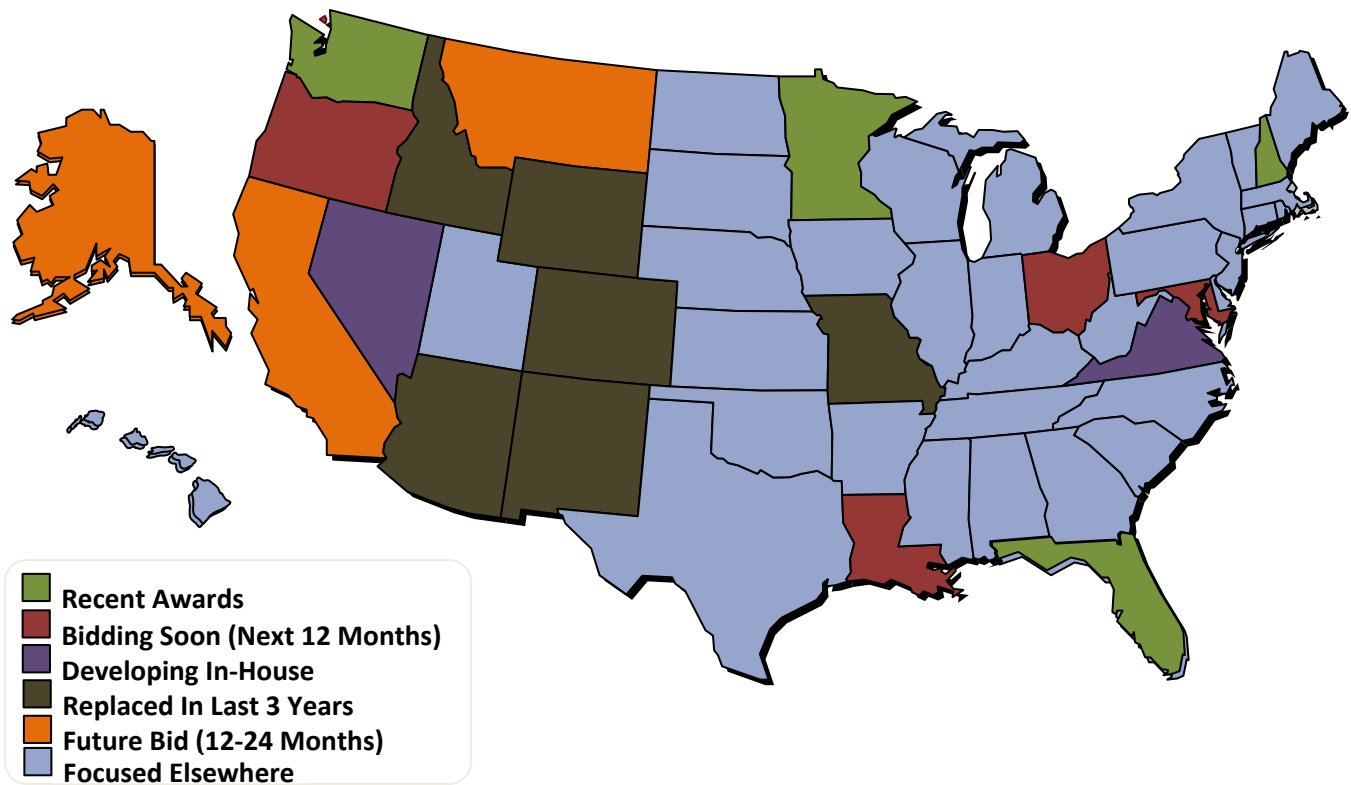 Recent Awards
Bidding Soon (Next 12 Months)
Developing In-House
Replaced In Last 3 Years
Future Bid (12-24 Months)
Focused Elsewhere